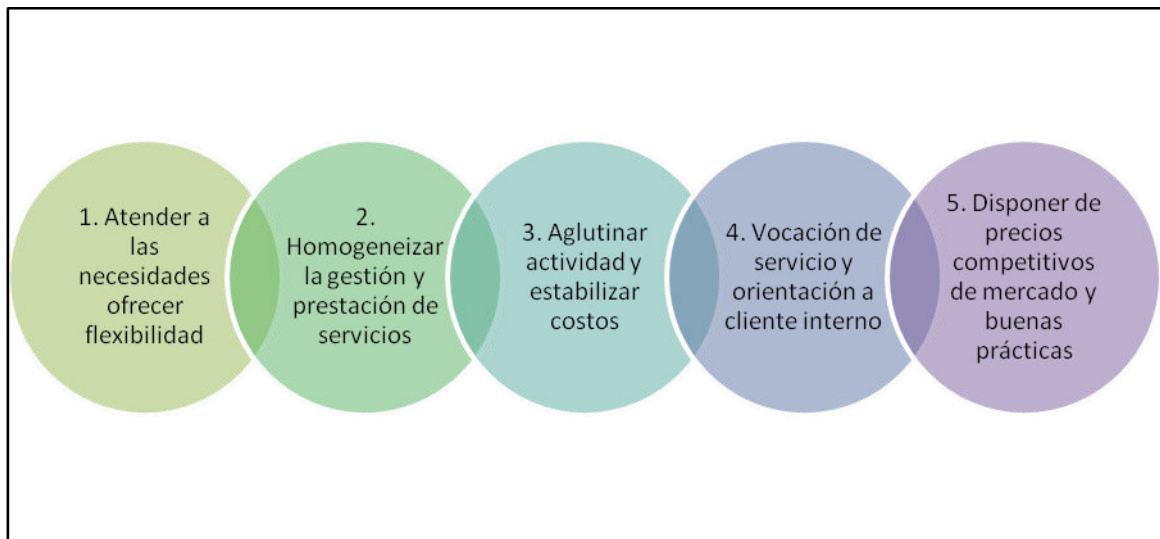 1. Atender a
las
necesidades
ofrecer
flexibilidad
2.
Homogeneizar
la gestión y
prestación de
servicios
3. Aglutinar
actividad y
estabilizar
costos
4. Vocación de
servicio y
orientación a
cliente interno
5. Disponer de
precios
competitivos
de mercado y
buenas
prácticas